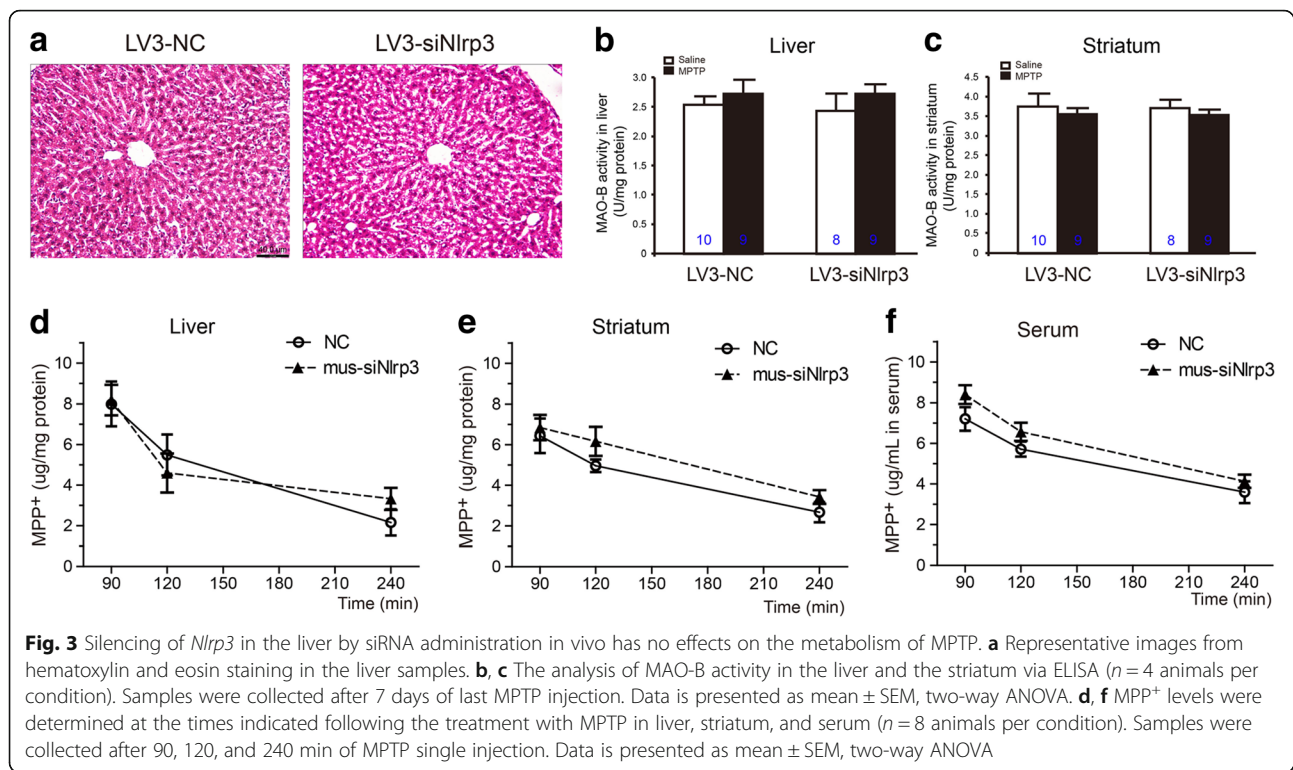 a
LV3-NC
LV3-siNlrp3
b
Liver
Saline
MPTP
MAO-B activity in liver
(U/mg protein)
3.0
2.5
2.0
1.5
1.0
0.5
0
10
9
8
9
LV3-NC
LV3-siNlrp3
c
Striatum
Saline
MPTP
MAO-B activity in striatum
(U/mg protein)
4.5
4.0
3.5
3.0
2.5
2.0
1.5
1.0
0.5
0
10
9
8
9
LV3-NC
LV3-siNlrp3
d
Liver
NC
mus-siNlrp3
MPP+ (ug/mg protein)
10
8
6
4
2
0
90 120 150 180 210 240
Time (min)
e
Striatum
NC
mus-siNlrp3
MPP+ (ug/mg protein)
10
8
6
4
2
0
90 120 150 180 210 240
Time (min)
f
Serum
NC
mus-siNlrp3
MPP+ (ug/mL in serum)
10
8
6
4
2
0
90 120 150 180 210 240
Time (min)
Fig. 3 Silencing of Nlrp3 in the liver by siRNA administration in vivo has no effects on the metabolism of MPTP. a Representative images from
hematoxylin and eosin staining in the liver samples. b, c The analysis of MAO-B activity in the liver and the striatum via ELISA (n = 4 animals per
condition). Samples were collected after 7 days of last MPTP injection. Data is presented as mean ± SEM, two-way ANOVA. d, f MPP+ levels were
determined at the times indicated following the treatment with MPTP in liver, striatum, and serum (n = 8 animals per condition). Samples were
collected after 90, 120, and 240 min of MPTP single injection. Data is presented as mean ± SEM, two-way ANOVA